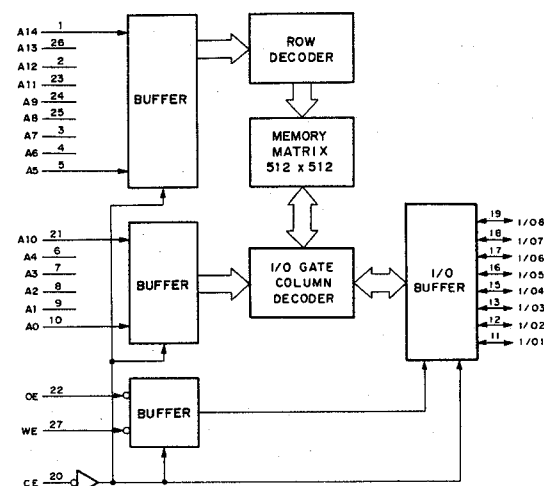 A14 1
A13 26
A12 2
A11 23
A9 24
A8 25
A7 3
A6 4
A5 5
BUFFER
ROW
DECODER
MEMORY
MATRIX
512 x 512
A10 21
A4 6
A3 7
A2 8
A1 9
A0 10
BUFFER
I/O GATE
COLUMN
DECODER
I/O
BUFFER
19 I/O8
18 I/O7
17 I/O6
16 I/O5
15 I/O4
13 I/O3
12 I/O2
11 I/O1
OE 22
WE 27
BUFFER
CE 20